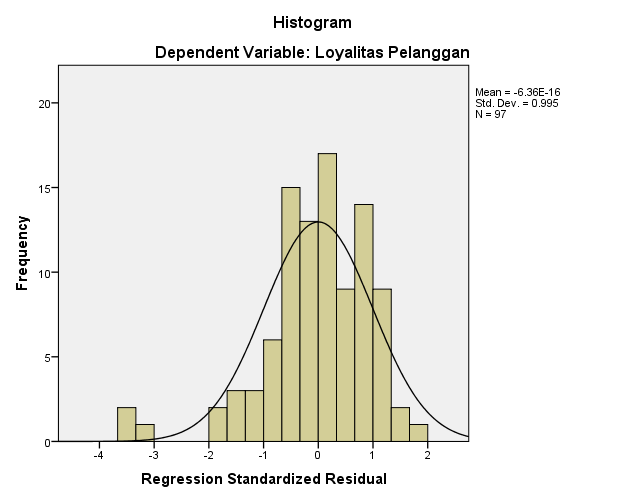 Histogram
Dependent Variable: Loyalitas Pelanggan
Mean = -6.36E-16
Std. Dev. = 0.995
N = 97
Frequency
20
15
10
5
0
-4 -3 -2 -1 0 1 2
Regression Standardized Residual